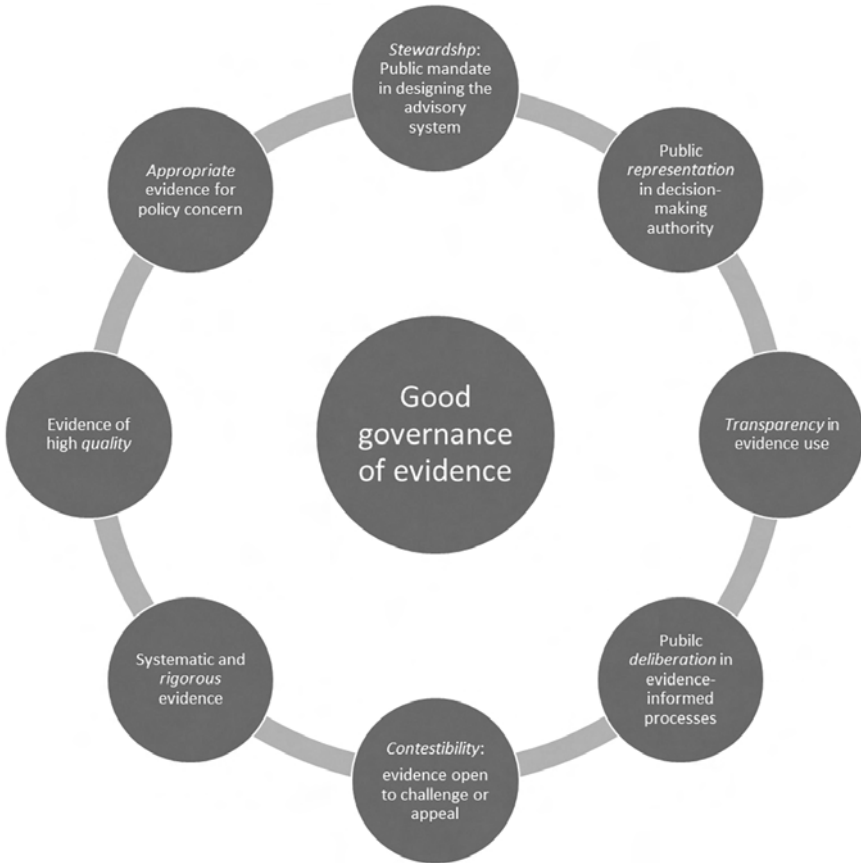 Stewardshp:
Public mandate
in designing the
advisory
system
Public
representation
in decision-
making
authority
Transparency in
evidence use
Pubilc
deliberation in
evidence-
informed
processes
Contestibility:
evidence open
to challenge or
appeal
Systematic and
rigorous
evidence
Evidence of
high quality
Appropriate
evidence for
policy concern
Good
governance
of evidence